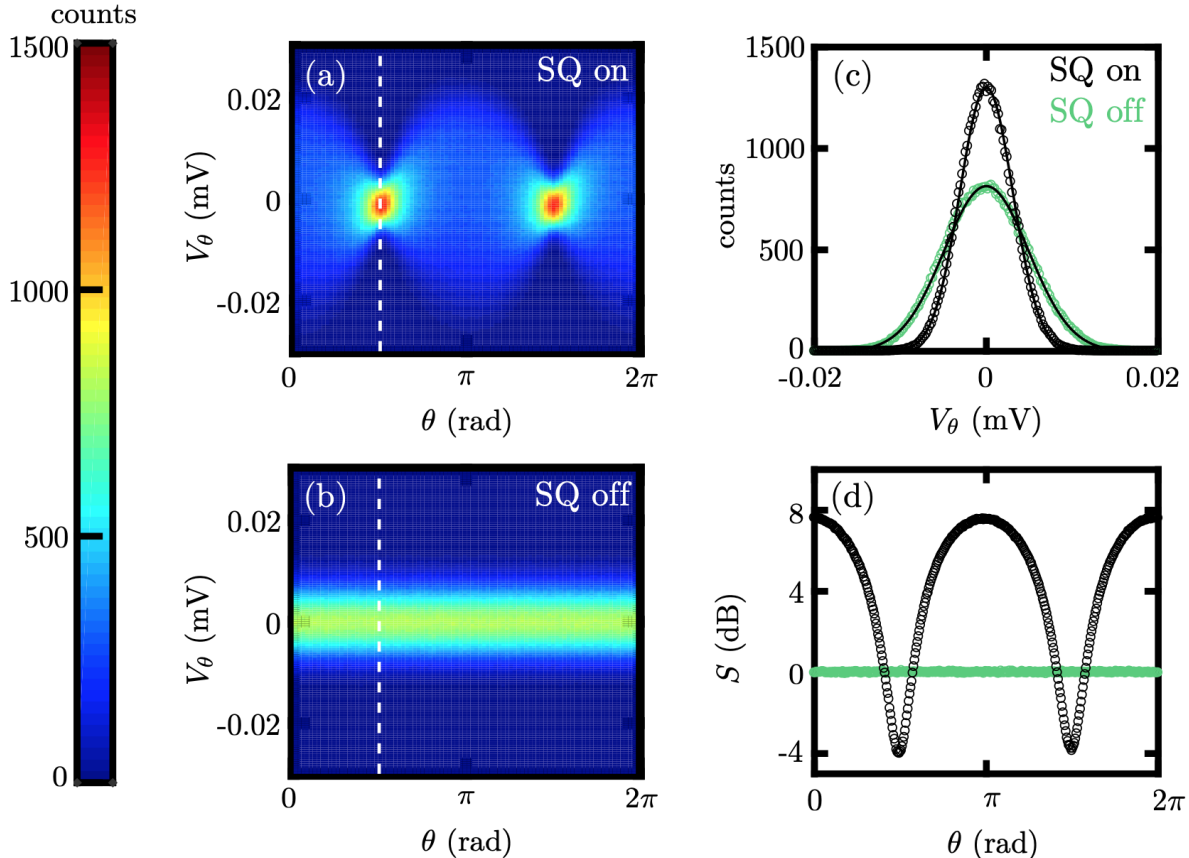 counts
1500
1000
500
0
(a)
SQ on
0.02
0
-0.02
V_θ (mV)
0
π
2π
θ (rad)
(b)
SQ off
0.02
0
-0.02
V_θ (mV)
0
π
2π
θ (rad)
(c)
SQ on
SQ off
1500
1000
500
0
counts
-0.02
0
0.02
V_θ (mV)
(d)
8
4
0
-4
S (dB)
0
π
2π
θ (rad)